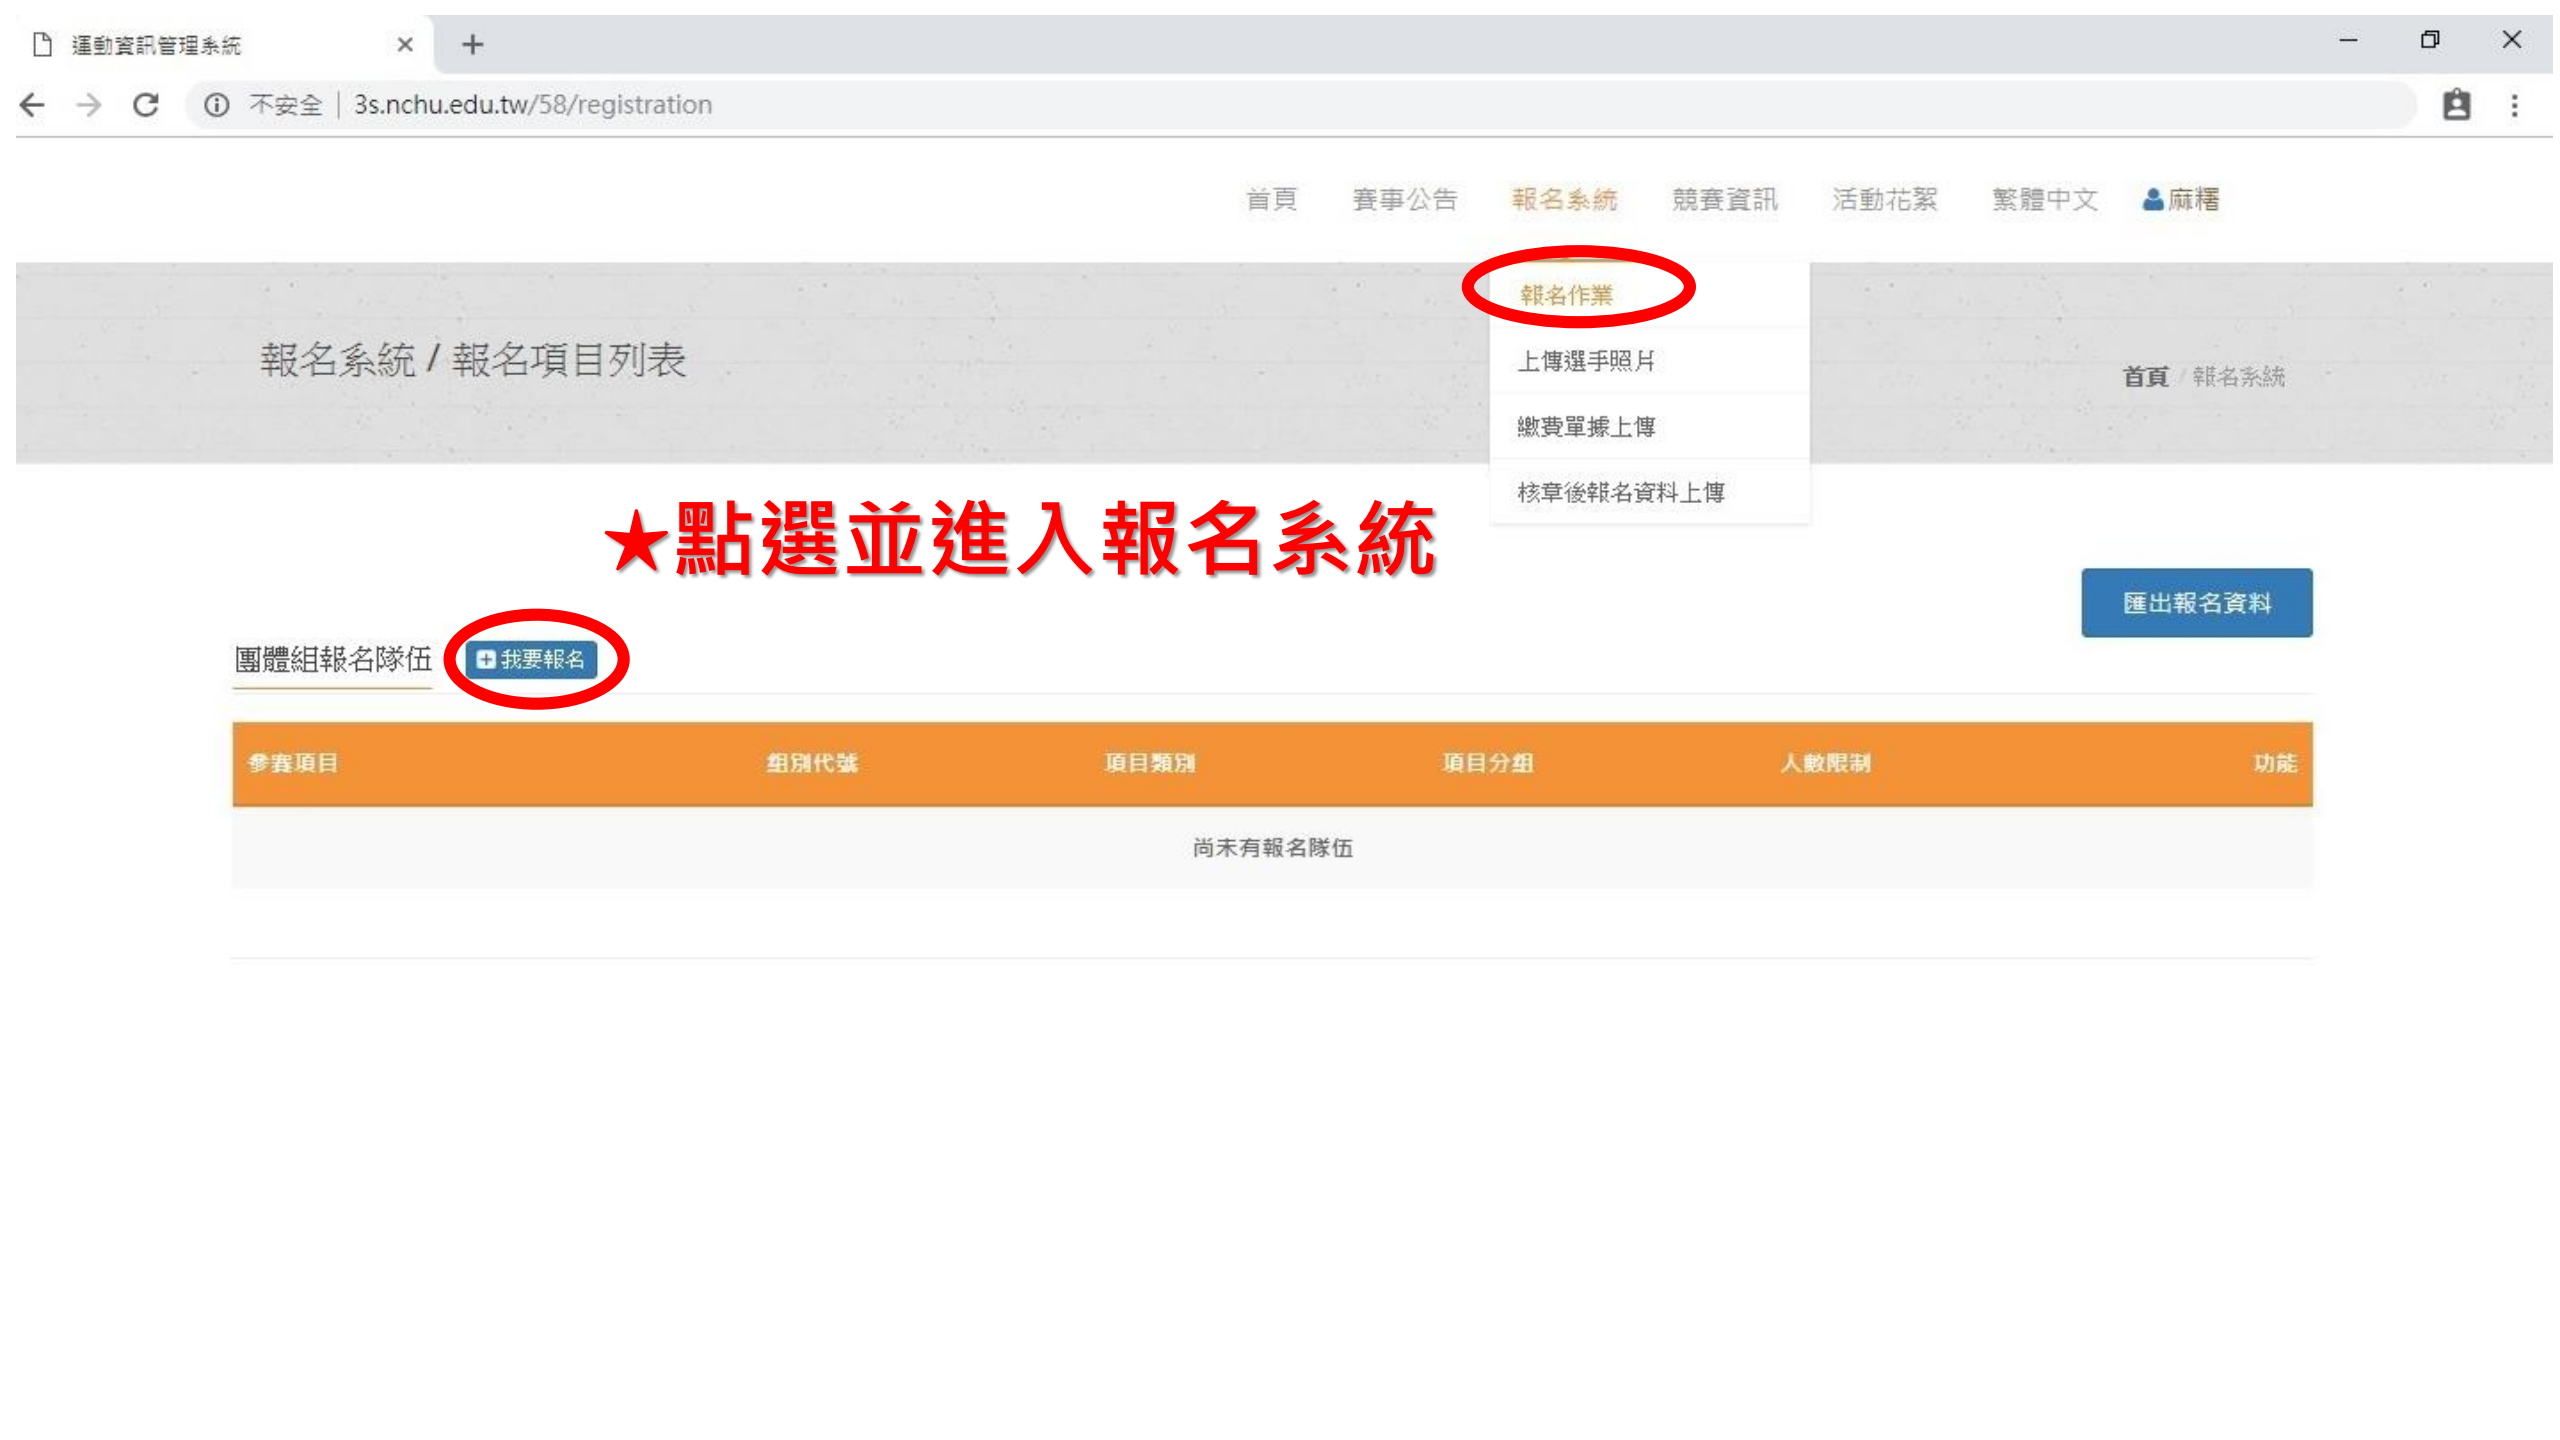 運動資訊管理系統
不安全 | 3s.nchu.edu.tw/58/registration
首頁 賽事公告 報名系統 競賽資訊 活動花絮 繁體中文 麻糬
報名作業
上傳選手照片
繳費單據上傳
核章後報名資料上傳
報名系統 / 報名項目列表
首頁 / 報名系統
★點選並進入報名系統
匯出報名資料
團體組報名隊伍 我要報名
參賽項目 組別代號 項目類別 項目分組 人數限制 功能
尚未有報名隊伍